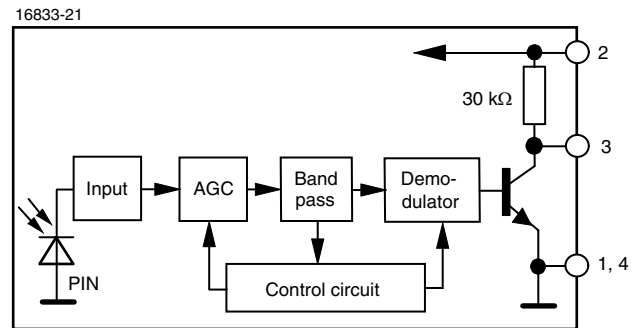 16833-21
2
30 kΩ
3
Input
AGC
Band
pass
Demo-
dulator
1, 4
PIN
Control circuit